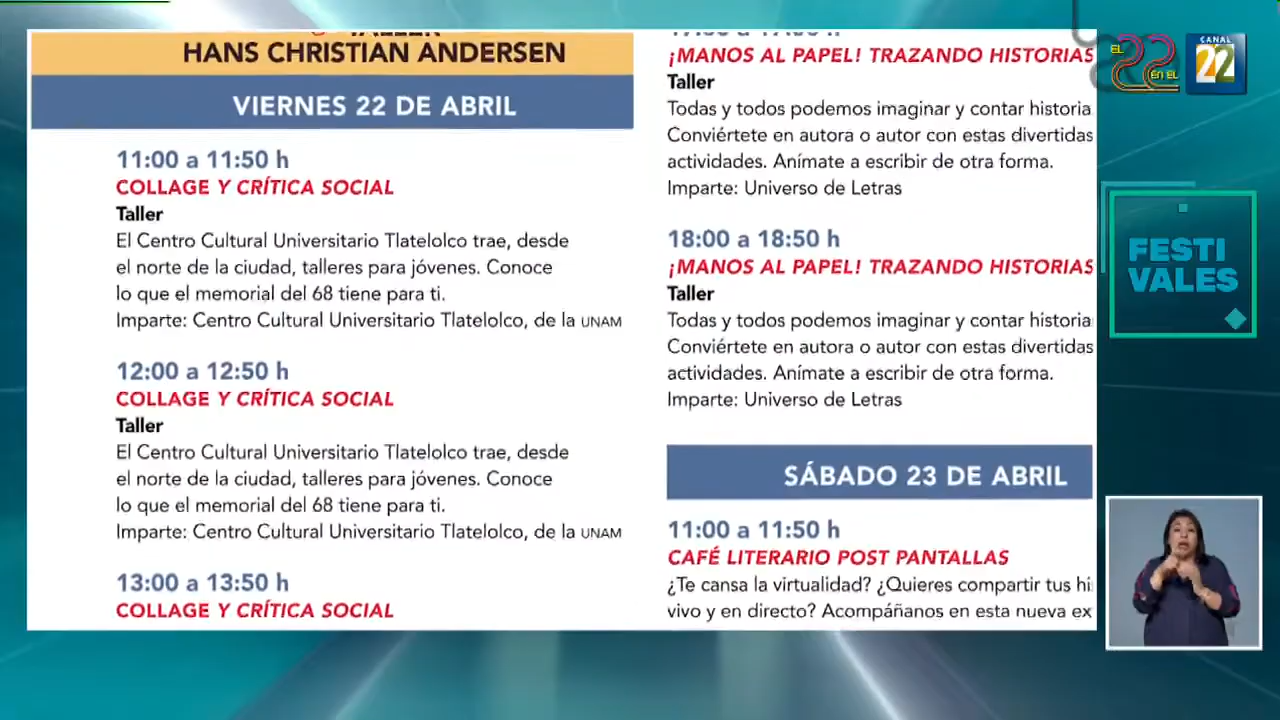 HANS CHRISTIAN ANDERSEN
VIERNES 22 DE ABRIL
11:00 a 11:50 h
COLLAGE Y CRÍTICA SOCIAL
Taller
El Centro Cultural Universitario Tlatelolco trae, desde
el norte de la ciudad, talleres para jóvenes. Conoce
lo que el memorial del 68 tiene para ti.
Imparte: Centro Cultural Universitario Tlatelolco, de la UNAM
12:00 a 12:50 h
COLLAGE Y CRÍTICA SOCIAL
Taller
El Centro Cultural Universitario Tlatelolco trae, desde
el norte de la ciudad, talleres para jóvenes. Conoce
lo que el memorial del 68 tiene para ti.
Imparte: Centro Cultural Universitario Tlatelolco, de la UNAM
13:00 a 13:50 h
COLLAGE Y CRÍTICA SOCIAL
¡MANOS AL PAPEL! TRAZANDO HISTORIAS
Taller
Todas y todos podemos imaginar y contar historia
Conviértete en autora o autor con estas divertidas
actividades. Anímate a escribir de otra forma.
Imparte: Universo de Letras
18:00 a 18:50 h
¡MANOS AL PAPEL! TRAZANDO HISTORIAS
Taller
Todas y todos podemos imaginar y contar historia
Conviértete en autora o autor con estas divertidas
actividades. Anímate a escribir de otra forma.
Imparte: Universo de Letras
SÁBADO 23 DE ABRIL
11:00 a 11:50 h
CAFÉ LITERARIO POST PANTALLAS
¿Te cansa la virtualidad? ¿Quieres compartir tus hi
vivo y en directo? Acompáñanos en esta nueva ex
EL 22 EN EL
CANAL 22
FESTI
VALES